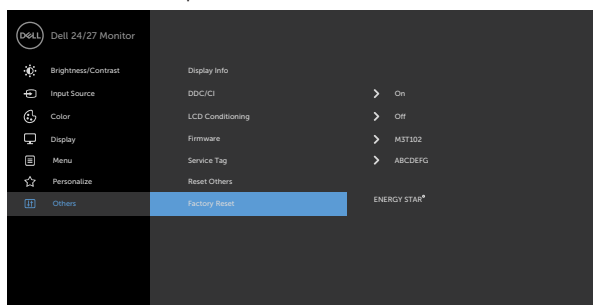 DELL Dell 24/27 Monitor
Brightness/Contrast Display Info
Input Source DDC/CI On
Color LCD Conditioning Off
Display Firmware M3T102
Menu Service Tag ABCDEFG
Personalize Reset Others
Others Factory Reset ENERGY STAR®